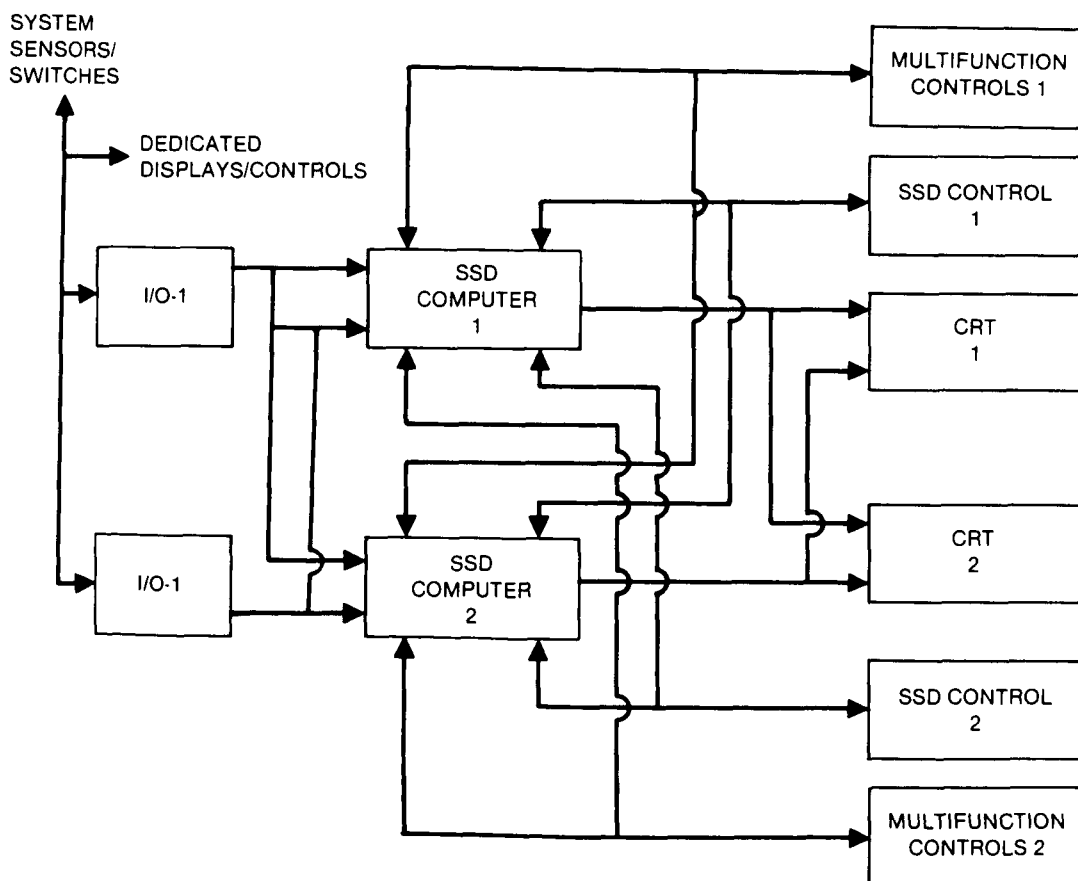 SYSTEM
SENSORS/
SWITCHES
DEDICATED
DISPLAYS/CONTROLS
I/O-1
I/O-1
SSD
COMPUTER
1
SSD
COMPUTER
2
MULTIFUNCTION
CONTROLS 1
SSD CONTROL
1
CRT
1
CRT
2
SSD CONTROL
2
MULTIFUNCTION
CONTROLS 2